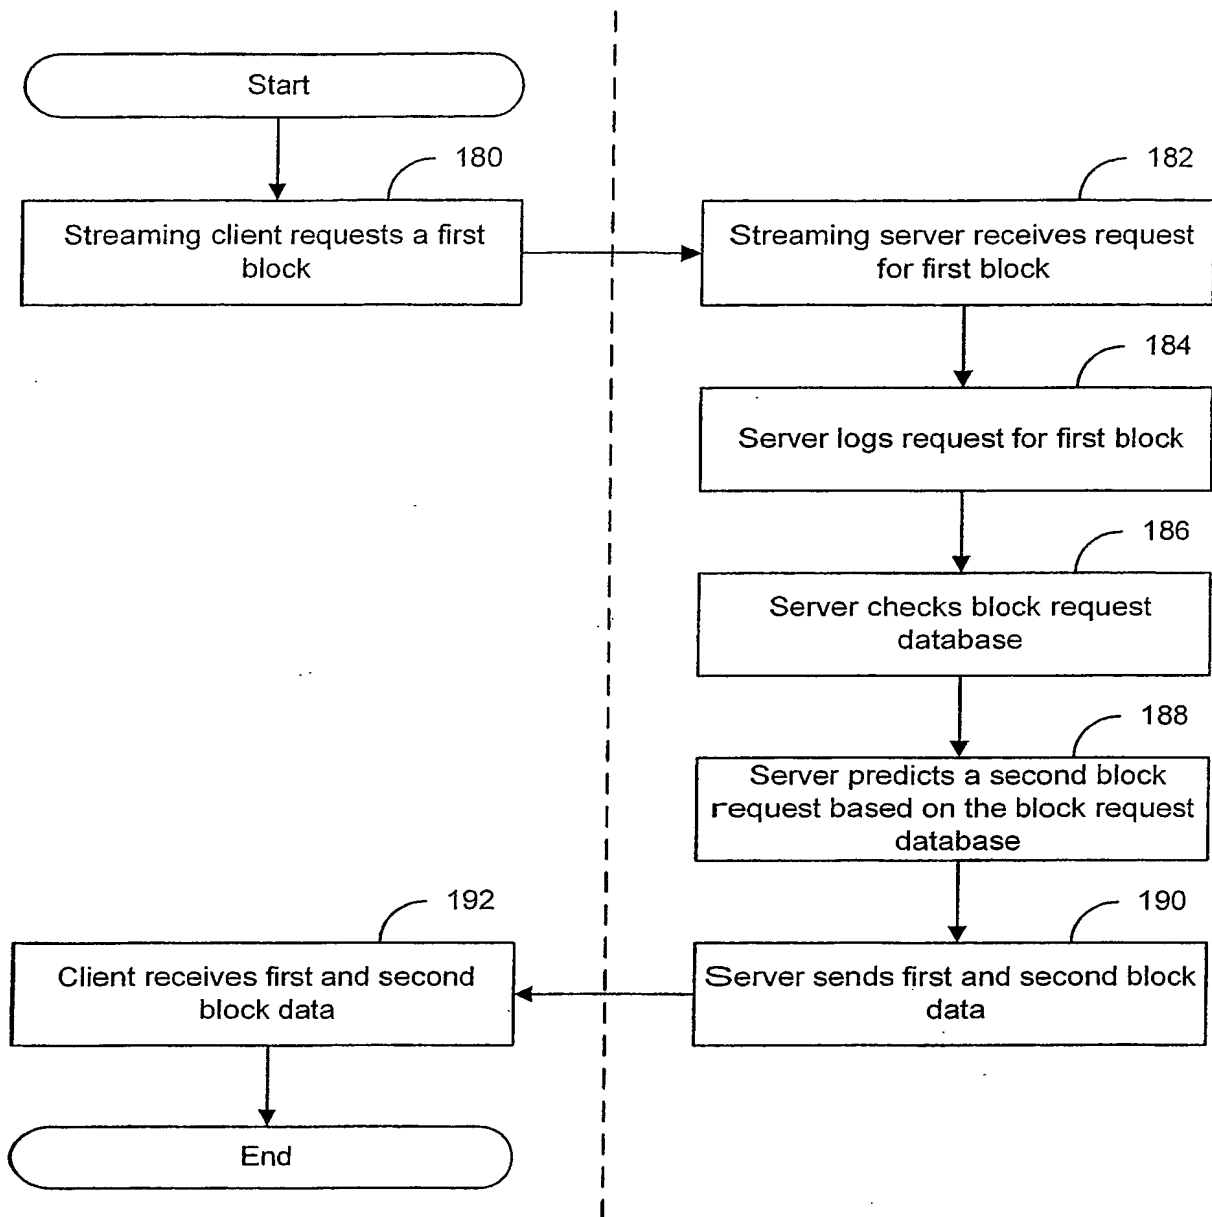 Start
180
Streaming client requests a first
block
182
Streaming server receives request
for first block
184
Server logs request for first block
186
Server checks block request
database
188
Server predicts a second block
request based on the block request
database
190
Server sends first and second block
data
192
Client receives first and second
block data
End